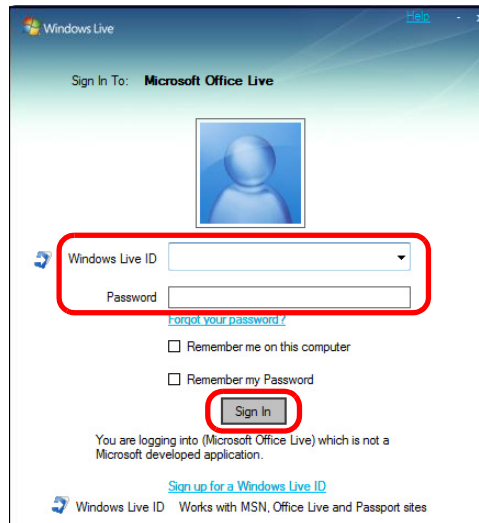 Help - x
Windows Live
Sign In To: Microsoft Office Live
Windows Live ID
Password
Forgot your password?
Remember me on this computer
Remember my Password
Sign In
You are logging into (Microsoft Office Live) which is not a
Microsoft developed application.
Sign up for a Windows Live ID
Windows Live ID Works with MSN, Office Live and Passport sites